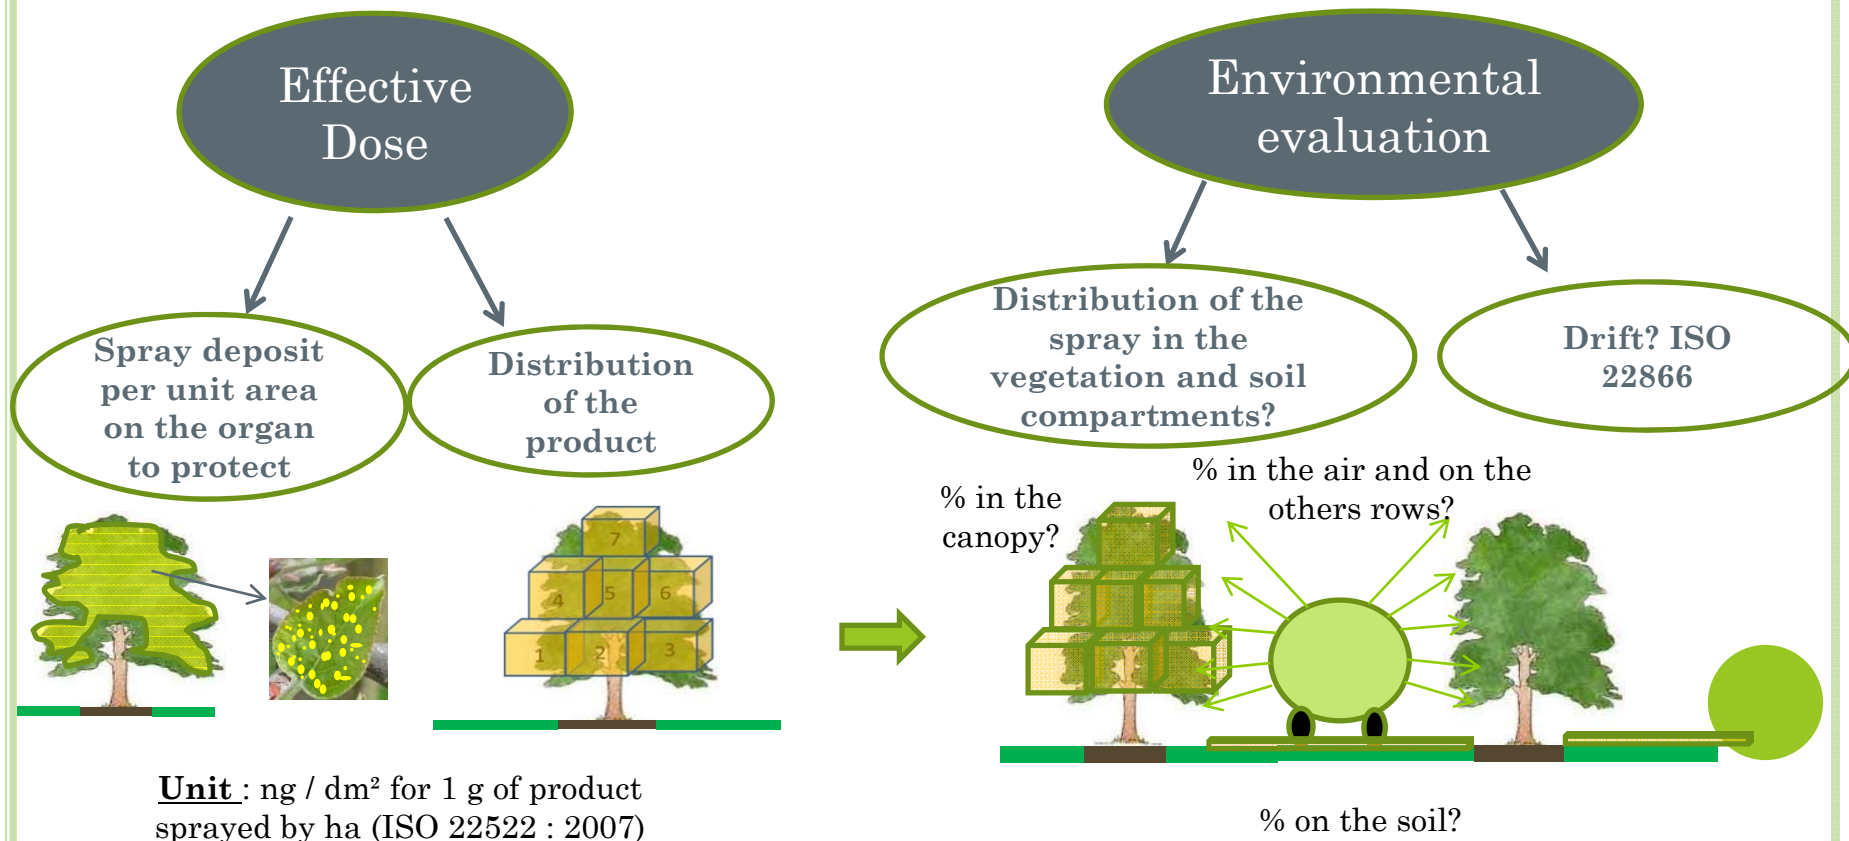 Effective
Dose
Environmental
evaluation
Spray deposit
per unit area
on the organ
to protect
Distribution
of the
product
Distribution of the
spray in the
vegetation and soil
compartments?
Drift? ISO
22866
% in the
canopy?
% in the air and on the
others rows?
7
4 5 6
1 2 3
Unit : ng / dm² for 1 g of product
sprayed by ha (ISO 22522 : 2007)
% on the soil?